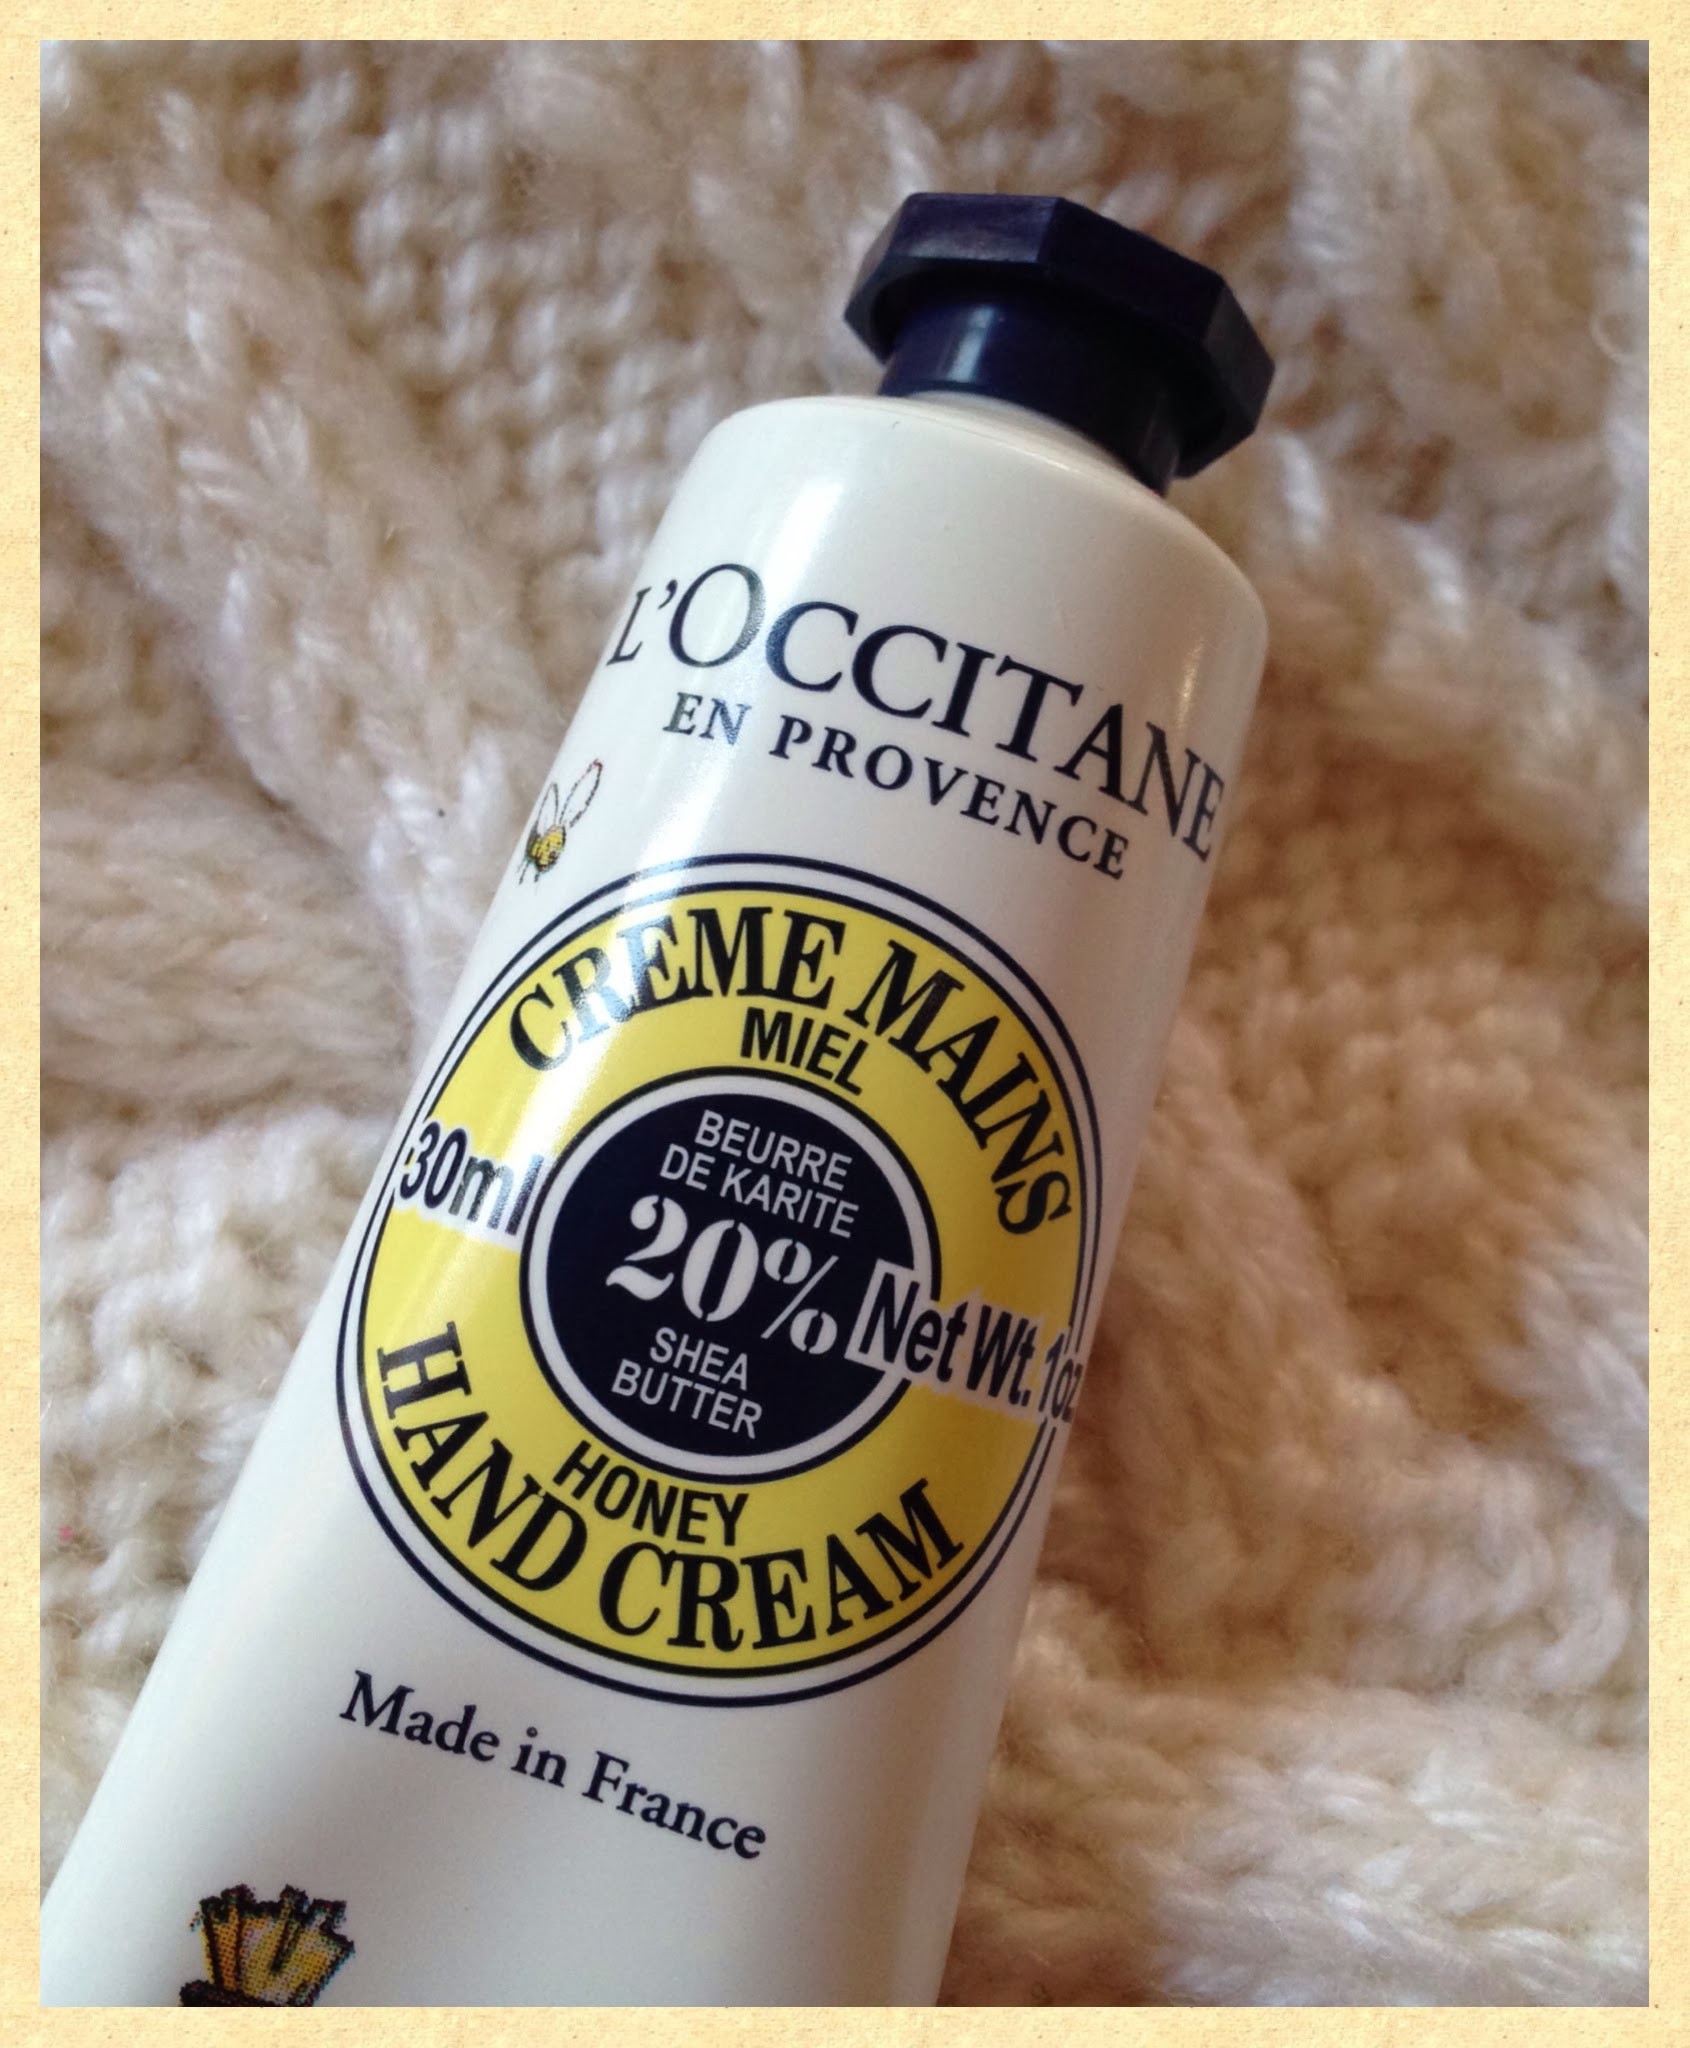 L'OCCITANE
EN PROVENCE
CREME MAINS
MIEL
30ml
BEURRE
DE KARITE
20%
SHEA
BUTTER
Net Wt. 1oz
HONEY
HAND CREAM
Made in France